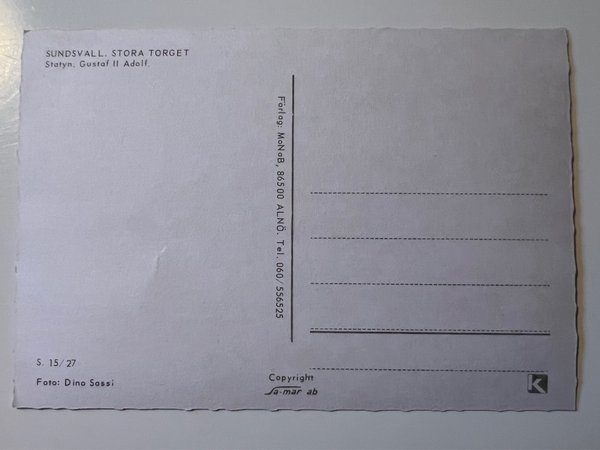 SUNDSVALL. STORA TORGET
Statyn. Gustaf II Adolf.
Förlag: MoNoB, 86500 ALNÖ. Tel. 060/556525
S. 15/27
Foto: Dino Sassi
Copyright
Sa-mar ab
K